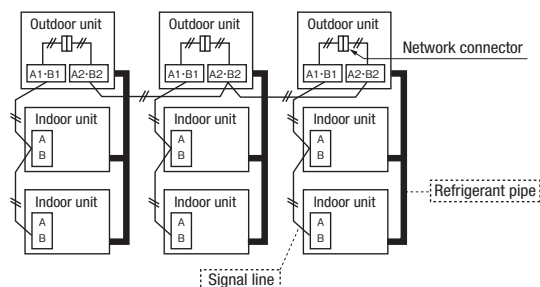 Outdoor unit
Outdoor unit
Outdoor unit
Network connector
A1·B1
A2·B2
A1·B1
A2·B2
A1·B1
A2·B2
Indoor unit
A
B
Indoor unit
A
B
Indoor unit
A
B
Indoor unit
A
B
Indoor unit
A
B
Indoor unit
A
B
Refrigerant pipe
Signal line